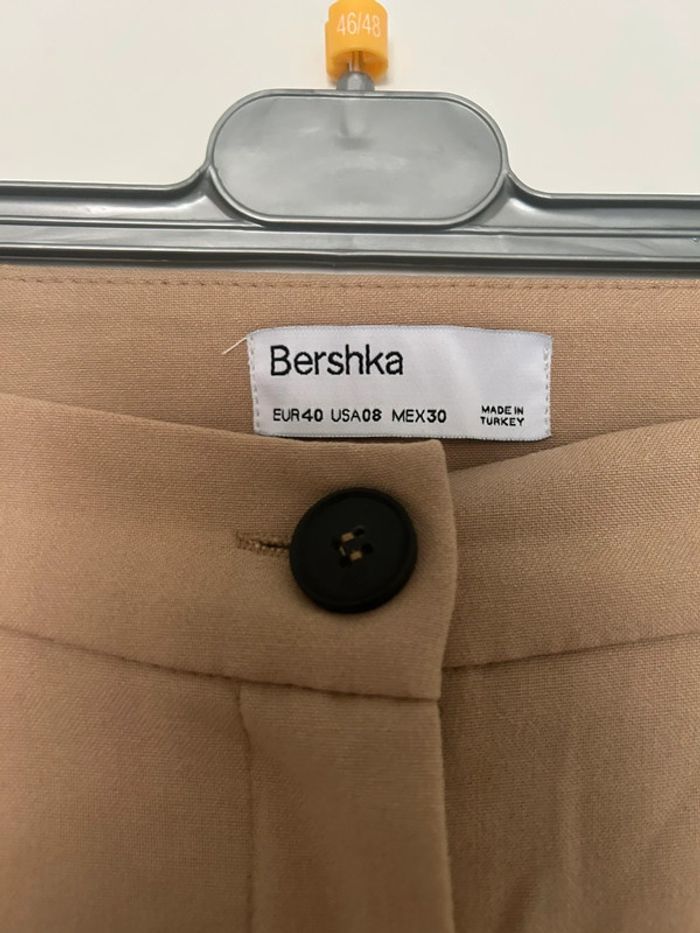 46/48
Bershka
EUR40 USA08 MEX30
MADE IN
TURKEY